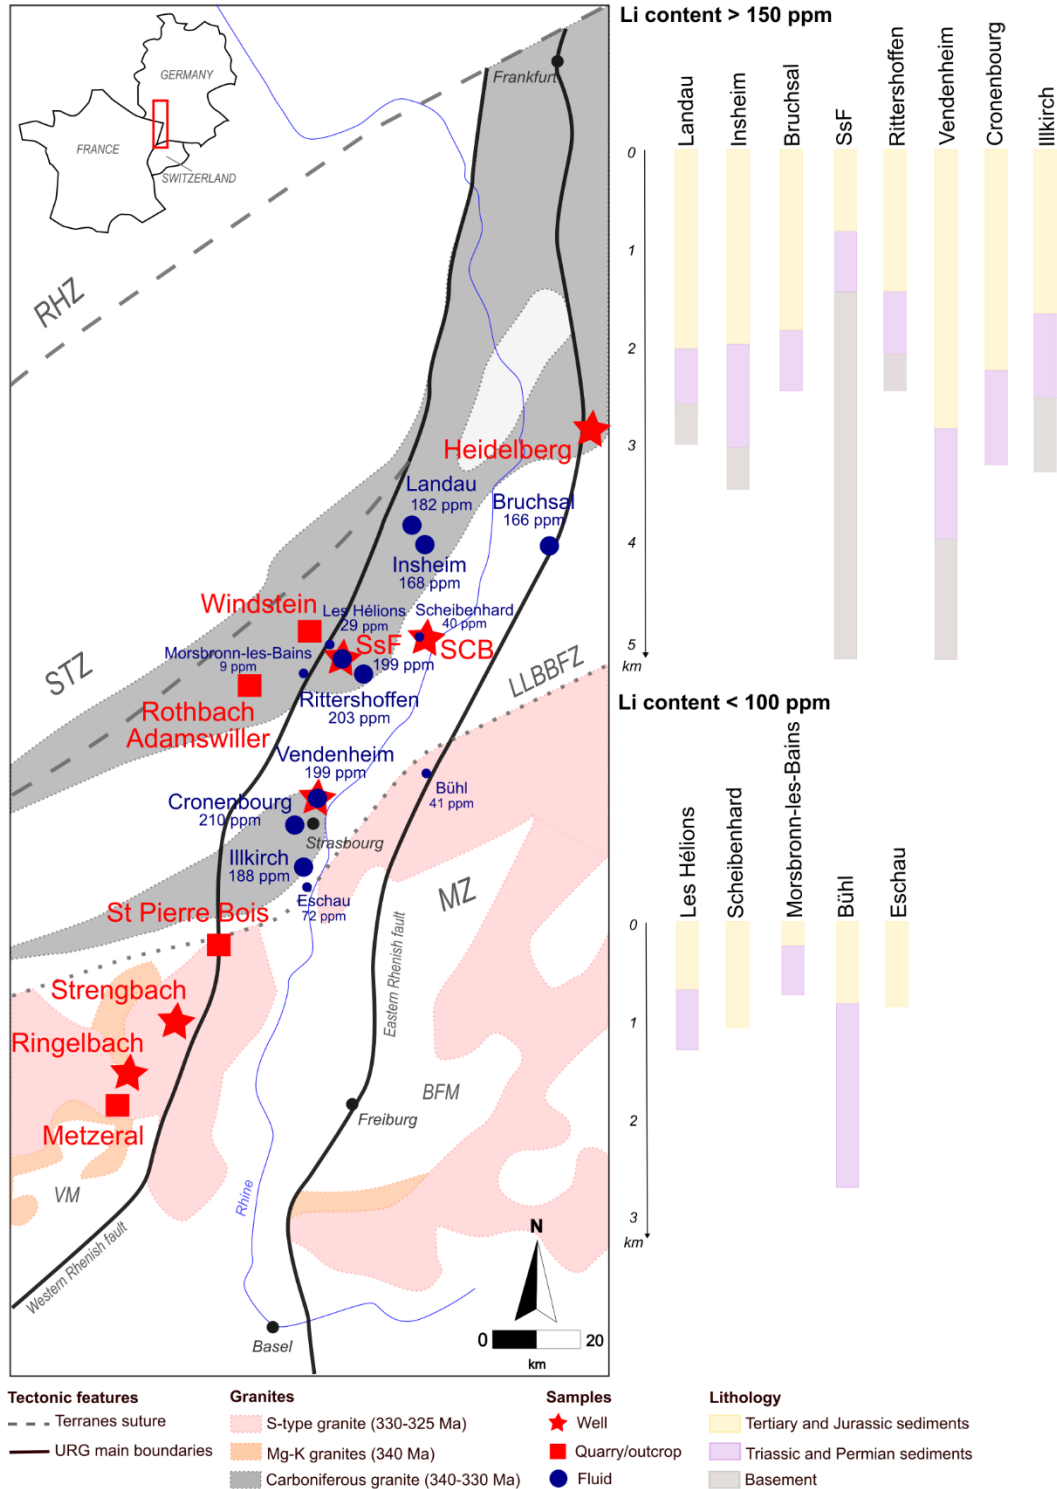 Li content > 150 ppm
Landau
Insheim
Bruchsal
SsF
Rittershoffen
Vendenheim
Cronenbourg
Illkirch
0
1
2
3
4
5
km
GERMANY
FRANCE
SWITZERLAND
Frankfurt
RHZ
Heidelberg
Landau
182 ppm
Bruchsal
166 ppm
Insheim
168 ppm
Windstein
Les Hélions
29 ppm
Scheibenhard
40 ppm
SsF
199 ppm
SCB
Morsbronn-les-Bains
9 ppm
STZ
Rothbach
Adamswiller
Rittershoffen
203 ppm
LLBBFZ
Vendenheim
199 ppm
Bühl
41 ppm
Cronenbourg
210 ppm
Strasbourg
Illkirch
188 ppm
Eschau
72 ppm
MZ
St Pierre Bois
Eastern Rhenish fault
Strengbach
Ringelbach
BFM
Freiburg
Metzeral
VM
Rhine
Western Rhenish fault
N
Basel
0 20
km
Li content < 100 ppm
Les Hélions
Scheibenhard
Morsbronn-les-Bains
Bühl
Eschau
0
1
2
3
km
Tectonic features
Terranes suture
URG main boundaries
Granites
S-type granite (330-325 Ma)
Mg-K granites (340 Ma)
Carboniferous granite (340-330 Ma)
Samples
Well
Quarry/outcrop
Fluid
Lithology
Tertiary and Jurassic sediments
Triassic and Permian sediments
Basement